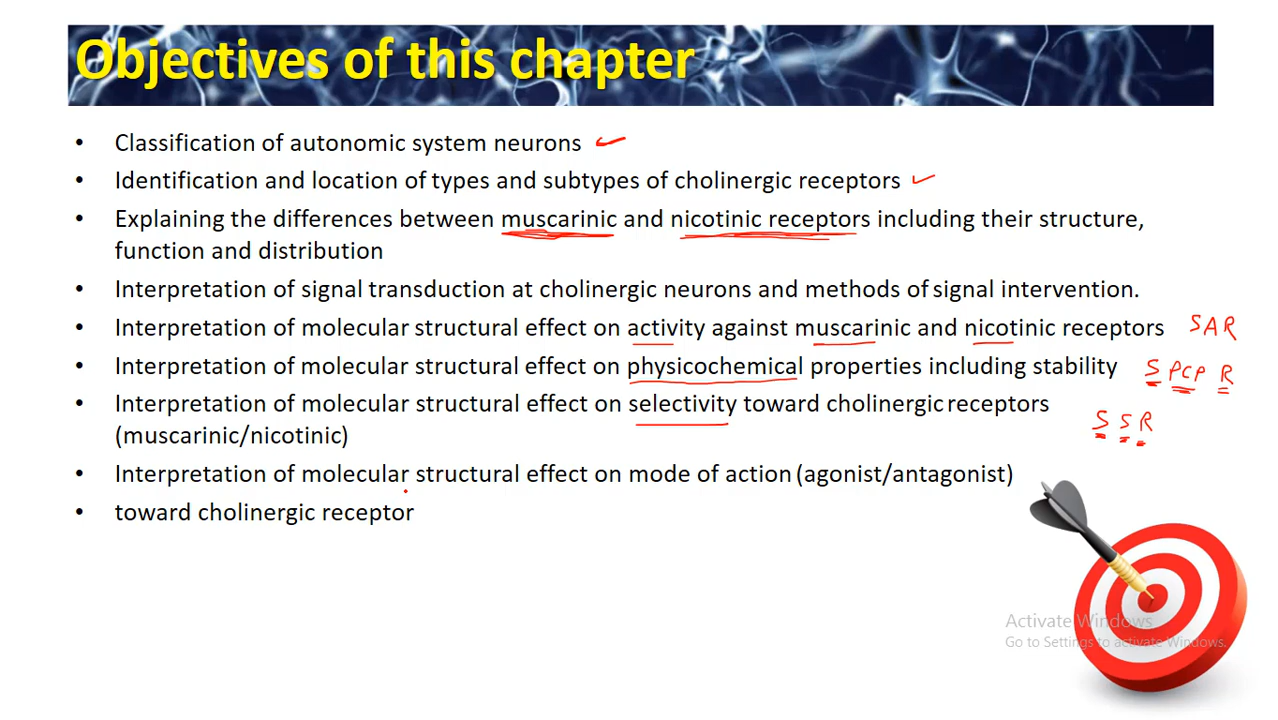 Objectives of this chapter
• Classification of autonomic system neurons
• Identification and location of types and subtypes of cholinergic receptors
• Explaining the differences between muscarinic and nicotinic receptors including their structure,
function and distribution
• Interpretation of signal transduction at cholinergic neurons and methods of signal intervention.
• Interpretation of molecular structural effect on activity against muscarinic and nicotinic receptors SAR
• Interpretation of molecular structural effect on physicochemical properties including stability S PCP R
• Interpretation of molecular structural effect on selectivity toward cholinergic receptors
(muscarinic/nicotinic) S S R
• Interpretation of molecular structural effect on mode of action (agonist/antagonist)
• toward cholinergic receptor
Activate Windows
Go to Settings to activate Windows.